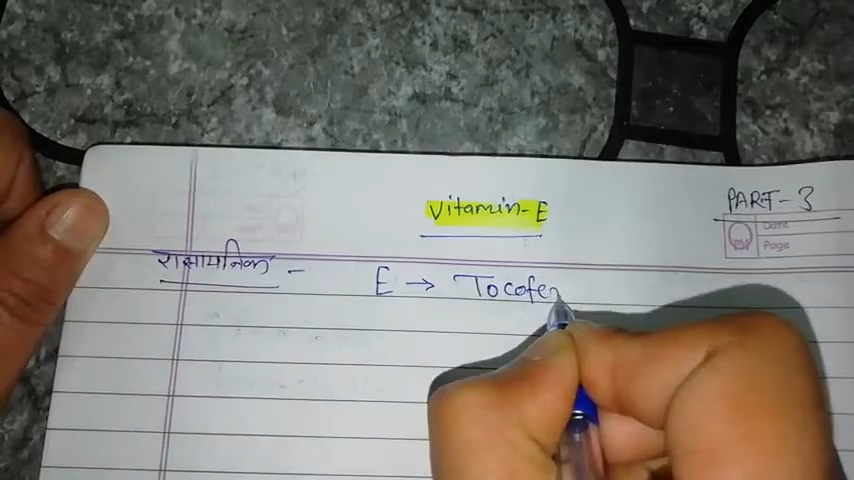 Vitamin-E
PART-3
Date
Page
रासायनिक - E → Tocofe